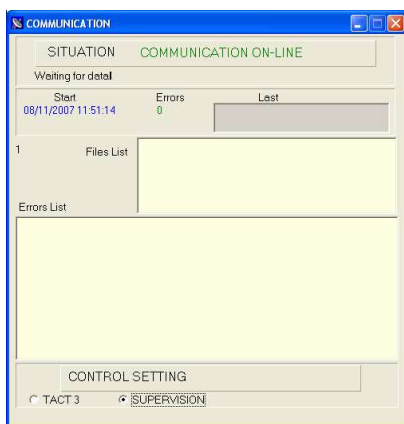 COMMUNICATION
SITUATION COMMUNICATION ON-LINE
Waiting for data!
Start Errors Last
08/11/2007 11:51:14 0
1 Files List
Errors List
CONTROL SETTING
TACT 3 SUPERVISION